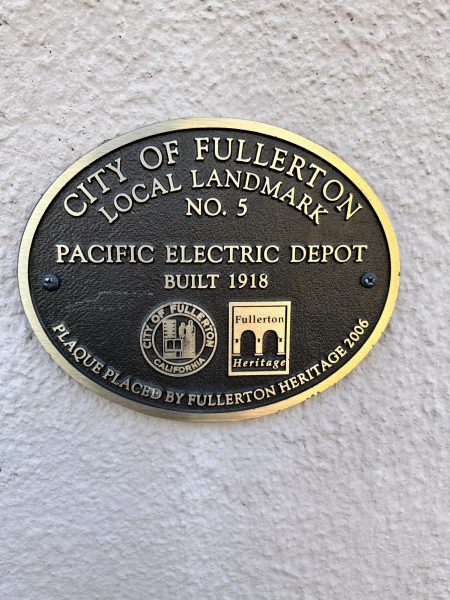 CITY OF FULLERTON
LOCAL LANDMARK
NO. 5
PACIFIC ELECTRIC DEPOT
BUILT 1918
CITY OF FULLERTON
CALIFORNIA
Fullerton
Heritage
PLAQUE PLACED BY FULLERTON HERITAGE 2006